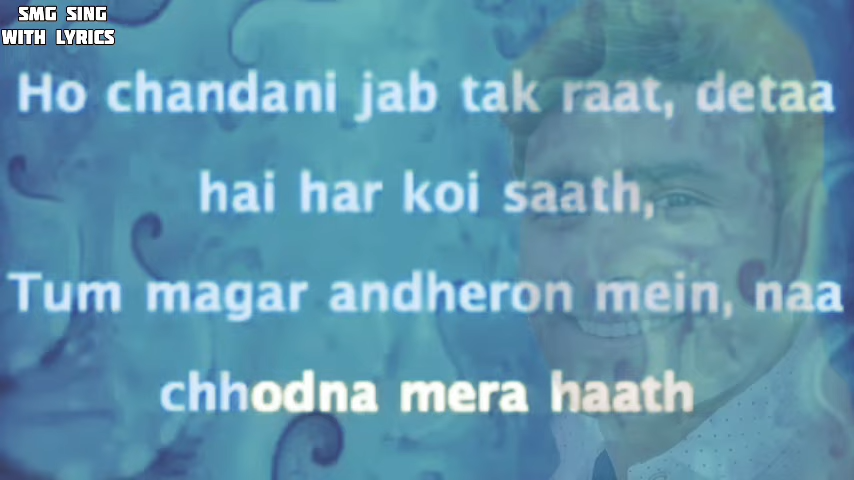 SMG SING
WITH LYRICS
Ho chandani jab tak raat, detaa
hai har koi saath,
Tum magar andheron mein, naa
chhodna mera haath